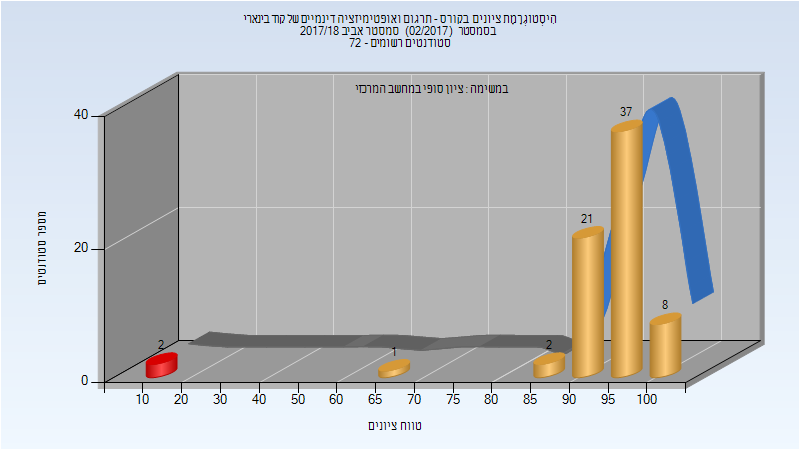 היסטוגרמת ציונים בקורס - תרגום ואופטימיזציה דינמיים של קוד בינארי
בסמסטר (02/2017) סמסטר אביב 2017/18
סטודנטים רשומים - 72
במשימה : ציון סופי במחשב המרכזי
40
20
0
מספר סטודנטים
2
1
2
21
37
8
10 20 30 40 50 60 65 70 75 80 90 95 100
טווח ציונים